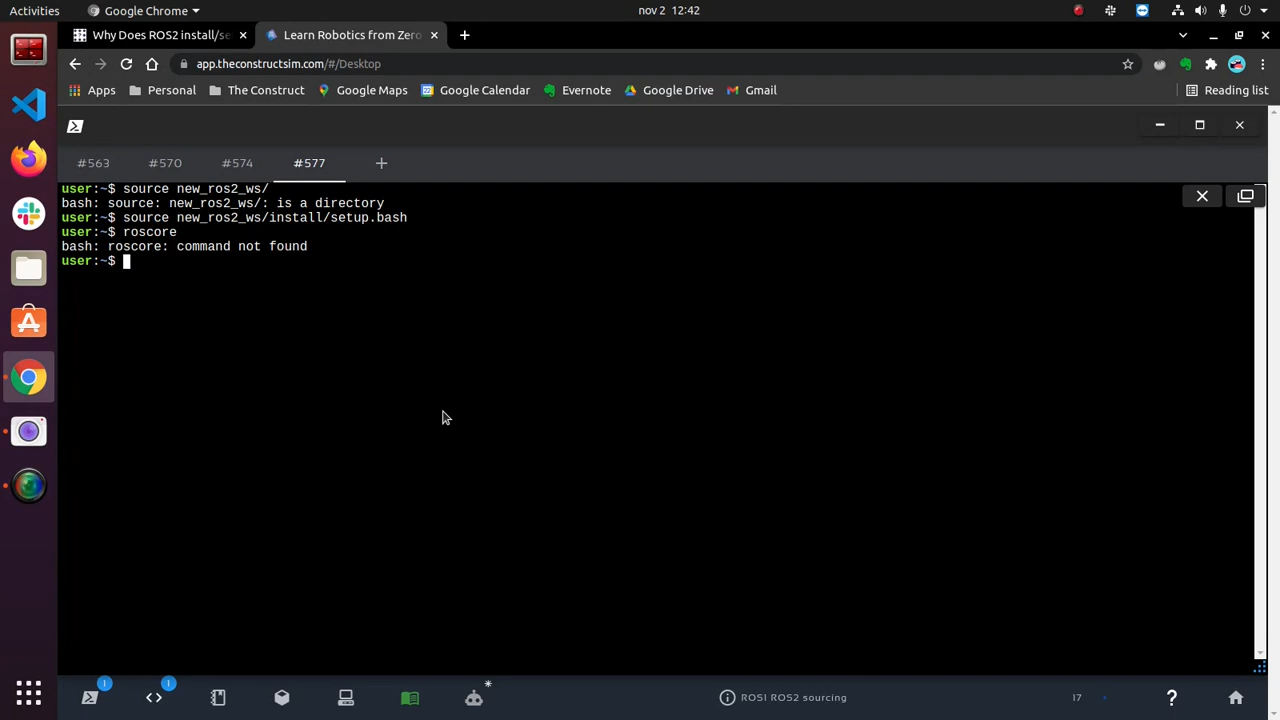 Activities
Google Chrome
nov 2 12:42
Why Does ROS2 install/se
Learn Robotics from Zero
app.theconstructsim.com/#/Desktop
Apps
Personal
The Construct
Google Maps
Google Calendar
Evernote
Google Drive
Gmail
Reading list
#563
#570
#574
#577
user:~$ source new_ros2_ws/
bash: source: new_ros2_ws/: is a directory
user:~$ source new_ros2_ws/install/setup.bash
user:~$ roscore
bash: roscore: command not found
user:~$
1
1
*
ROS1 ROS2 sourcing
17
?